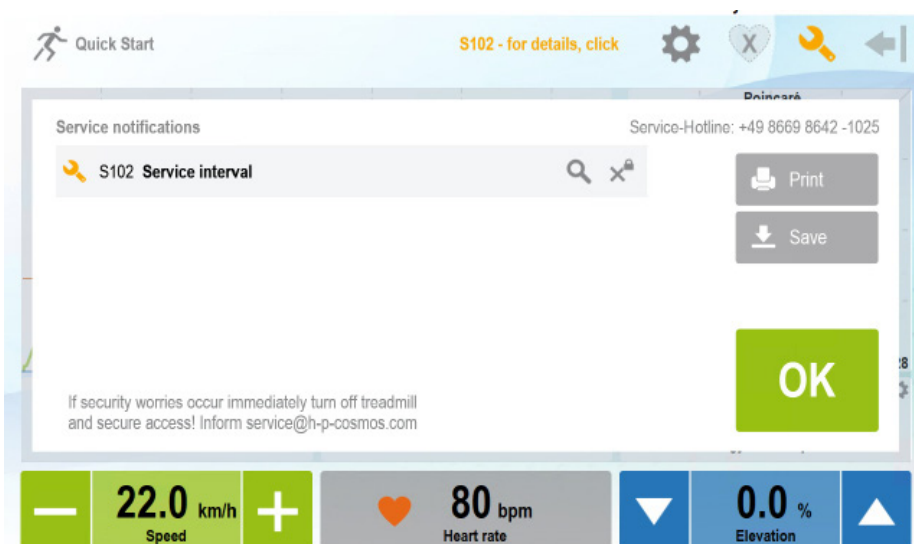 Quick Start
S102 - for details, click
X
Poincaré
Service notifications
Service-Hotline: +49 8669 8642 -1025
S102 Service interval
Print
Save
OK
If security worries occur immediately turn off treadmill
and secure access! Inform service@h-p-cosmos.com
22.0 km/h
Speed
80 bpm
Heart rate
0.0 %
Elevation